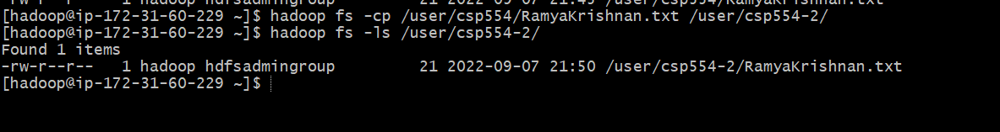 [hadoop@ip-172-31-60-229 ~]$ hadoop fs -cp /user/csp554/RamyaKrishnan.txt /user/csp554-2/
[hadoop@ip-172-31-60-229 ~]$ hadoop fs -ls /user/csp554-2/
Found 1 items
-rw-r--r--   1 hadoop hdfsadmingroup         21 2022-09-07 21:50 /user/csp554-2/RamyaKrishnan.txt
[hadoop@ip-172-31-60-229 ~]$